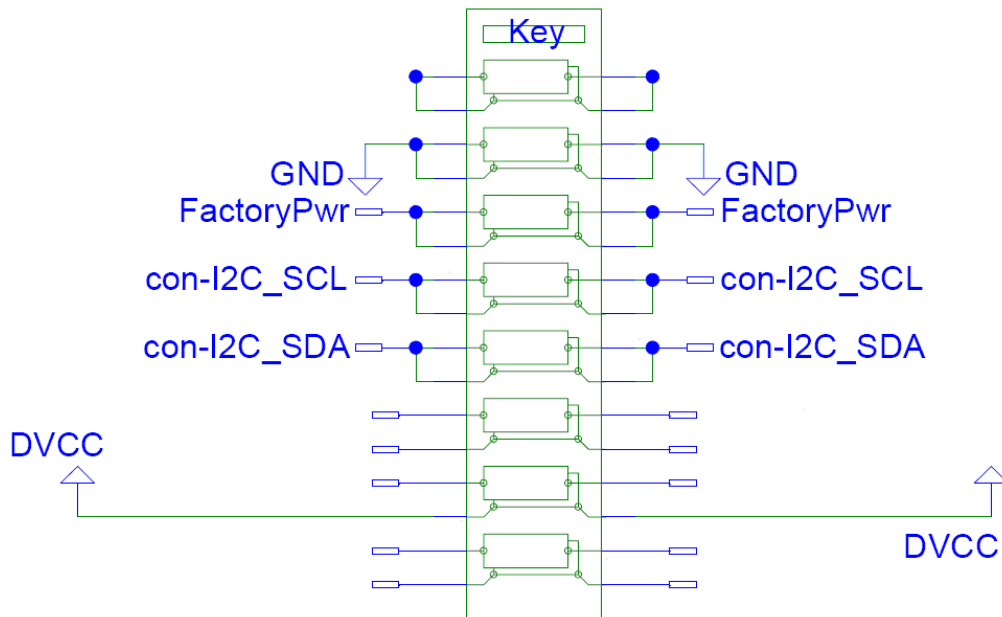 Key
GND GND
FactoryPwr FactoryPwr
con-I2C_SCL con-I2C_SCL
con-I2C_SDA con-I2C_SDA
DVCC
DVCC